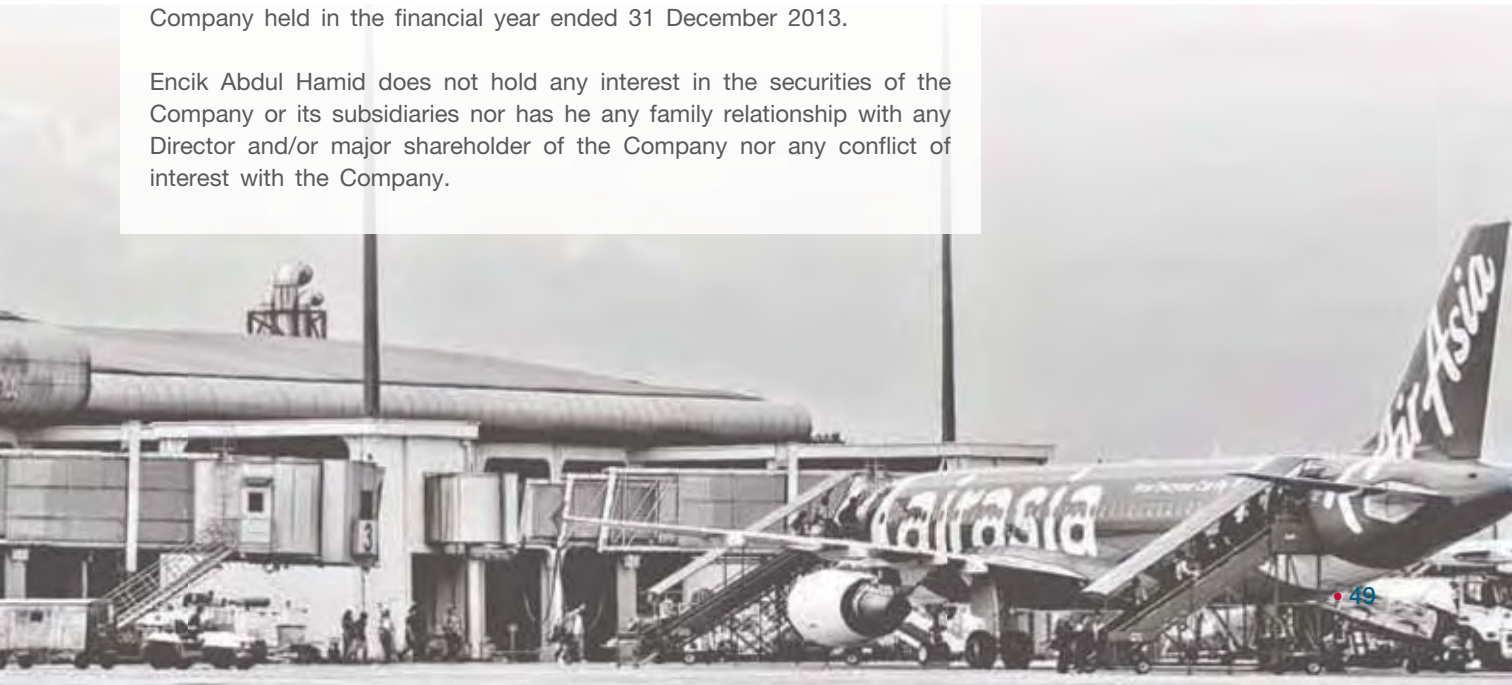 Company held in the financial year ended 31 December 2013.
Encik Abdul Hamid does not hold any interest in the securities of the
Company or its subsidiaries nor has he any family relationship with any
Director and/or major shareholder of the Company nor any conflict of
interest with the Company.
AirAsia
airasia
3
• 49